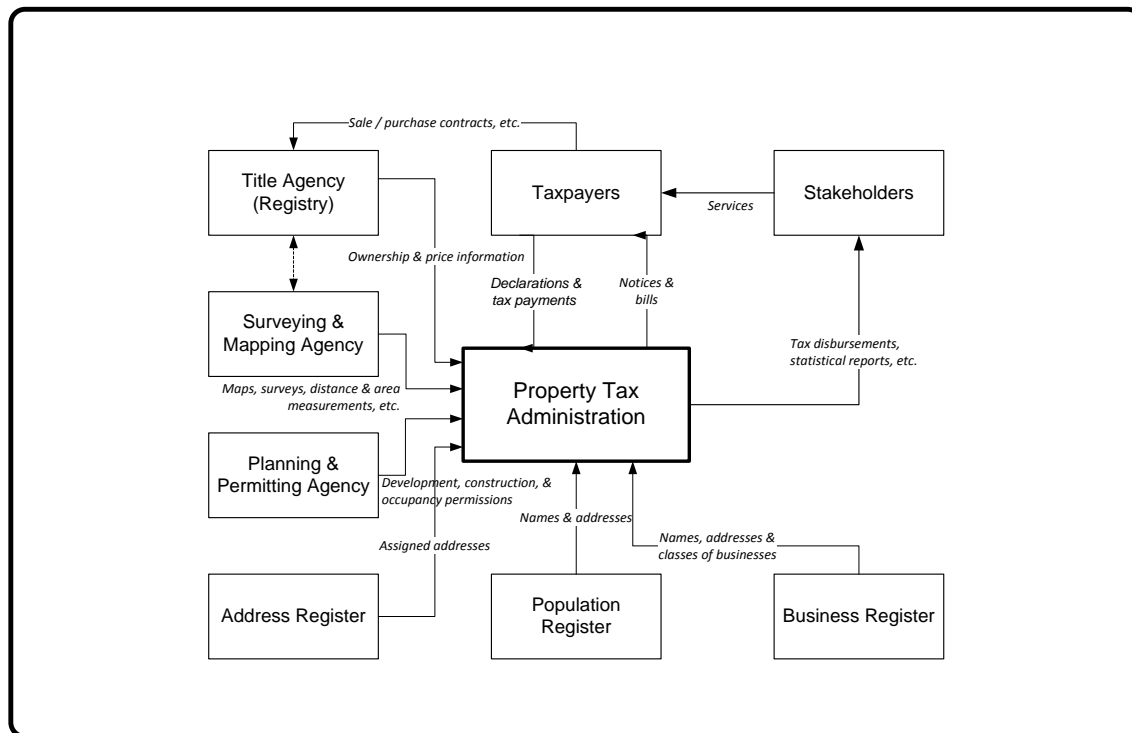 Sale / purchase contracts, etc.
Title Agency
(Registry)
Taxpayers
Services
Stakeholders
Ownership & price information
Declarations &
tax payments
Notices &
bills
Surveying &
Mapping Agency
Tax disbursements,
statistical reports, etc.
Maps, surveys, distance & area
measurements, etc.
Property Tax
Administration
Planning &
Permitting Agency
Development, construction, &
occupancy permissions
Names & addresses
Assigned addresses
Names, addresses &
classes of businesses
Address Register
Population
Register
Business Register